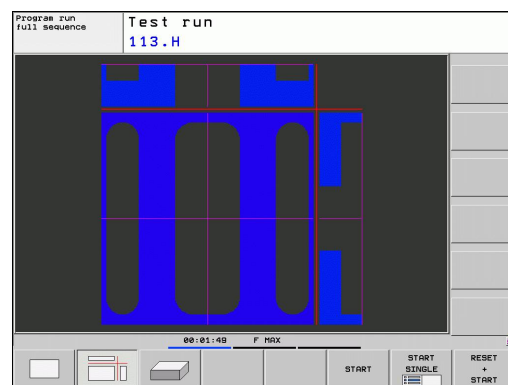 Program run
full sequence
Test run
113.H
00:01:49 F MAX
START
START
SINGLE
RESET
+
START